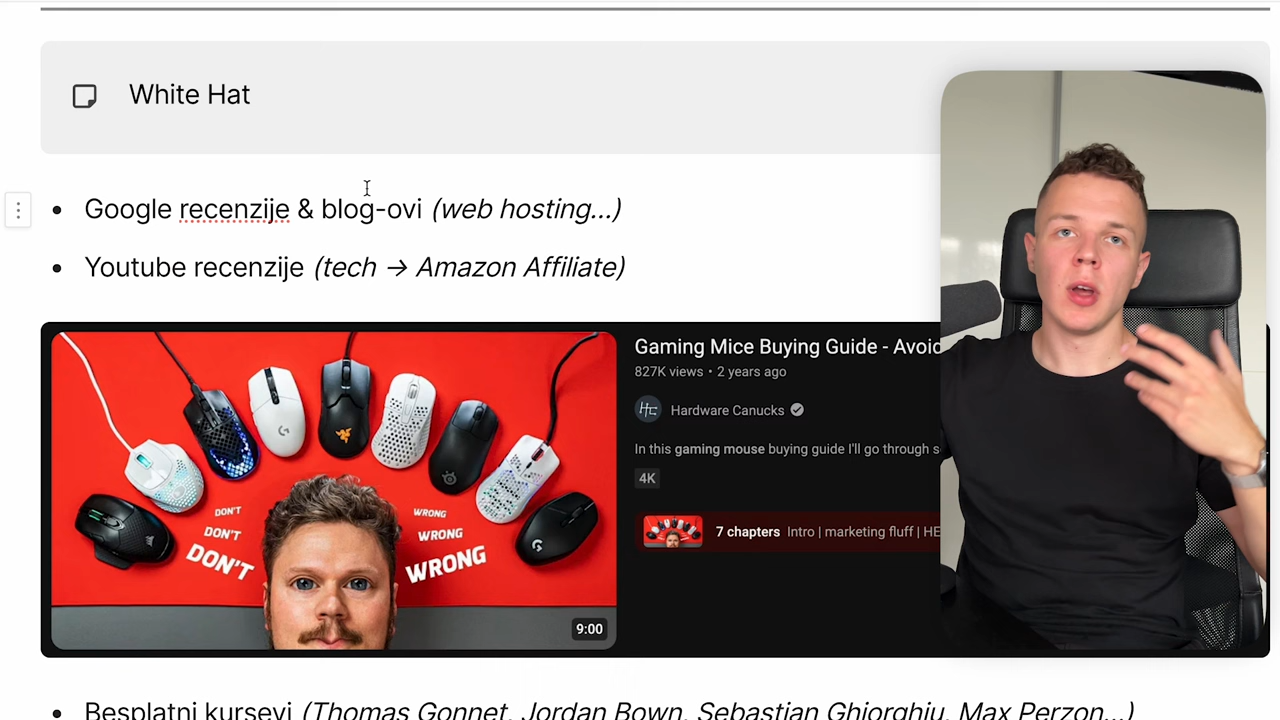 White Hat
Google recenzije & blog-ovi (web hosting...)
Youtube recenzije (tech → Amazon Affiliate)
DON'T
DON'T
DON'T
WRONG
WRONG
WRONG
9:00
Gaming Mice Buying Guide - Avoid
827K views • 2 years ago
Hardware Canucks
In this gaming mouse buying guide I'll go through s
4K
7 chapters Intro | marketing fluff | HE
Besplatni kursevi (Thomas Gonnet, Jordan Bown, Sebastian Ghiorghiu, Max Perzon...)